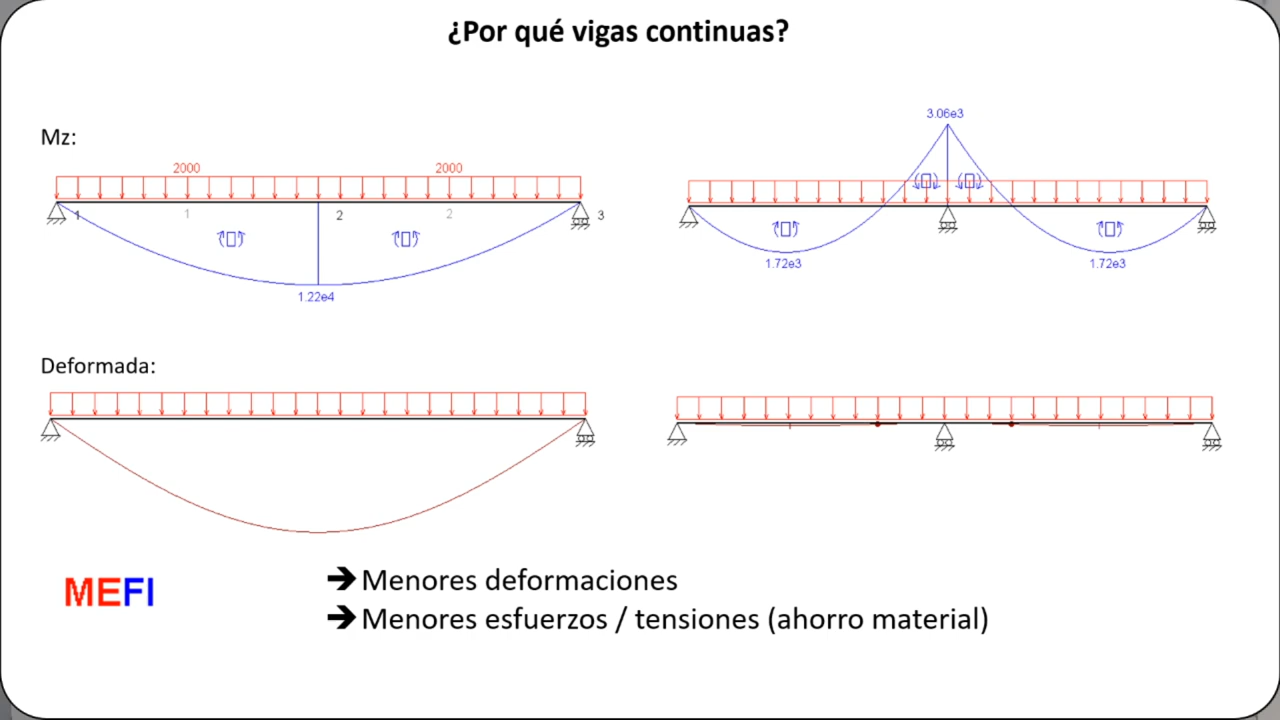 ¿Por qué vigas continuas?
Mz:
2000 2000
1 1 2 2 3
1.22e4
3.06e3
1.72e3 1.72e3
Deformada:
MEFI
➔ Menores deformaciones
➔ Menores esfuerzos / tensiones (ahorro material)